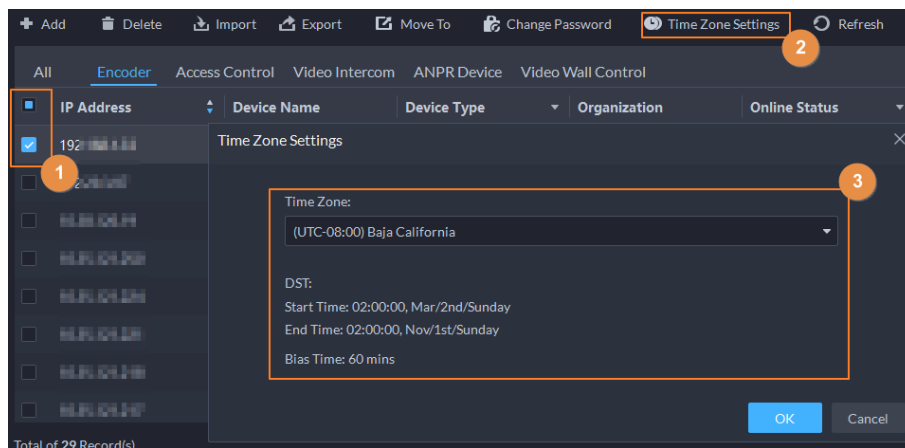 Add Delete Import Export Move To Change Password Time Zone Settings Refresh
2
All Encoder Access Control Video Intercom ANPR Device Video Wall Control
IP Address Device Name Device Type Organization Online Status
192
Time Zone Settings
1
3
Time Zone:
(UTC-08:00) Baja California
DST:
Start Time: 02:00:00, Mar/2nd/Sunday
End Time: 02:00:00, Nov/1st/Sunday
Bias Time: 60 mins
OK Cancel
Total of 29 Record(s)